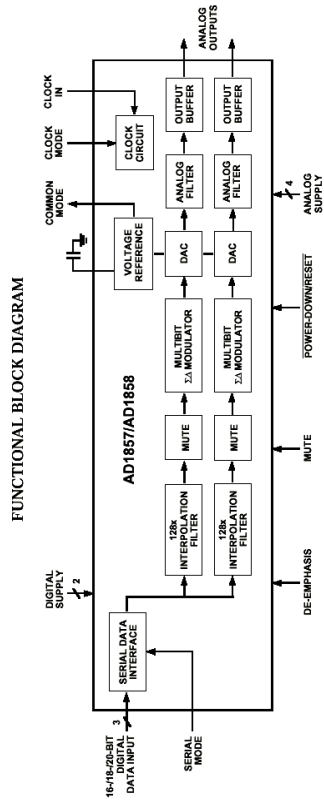 FUNCTIONAL BLOCK DIAGRAM
DIGITAL
SUPPLY
2
COMMON
MODE
CLOCK
MODE
CLOCK
IN
AD1857/AD1858
VOLTAGE
REFERENCE
CLOCK
CIRCUIT
16-/18-/20-BIT
DIGITAL
DATA INPUT
3
SERIAL DATA
INTERFACE
128x
INTERPOLATION
FILTER
MUTE
MULTIBIT
ΣΔ MODULATOR
DAC
ANALOG
FILTER
OUTPUT
BUFFER
ANALOG
OUTPUTS
128x
INTERPOLATION
FILTER
MUTE
MULTIBIT
ΣΔ MODULATOR
DAC
ANALOG
FILTER
OUTPUT
BUFFER
SERIAL
MODE
DE-EMPHASIS
MUTE
POWER-DOWN/RESET
4
ANALOG
SUPPLY